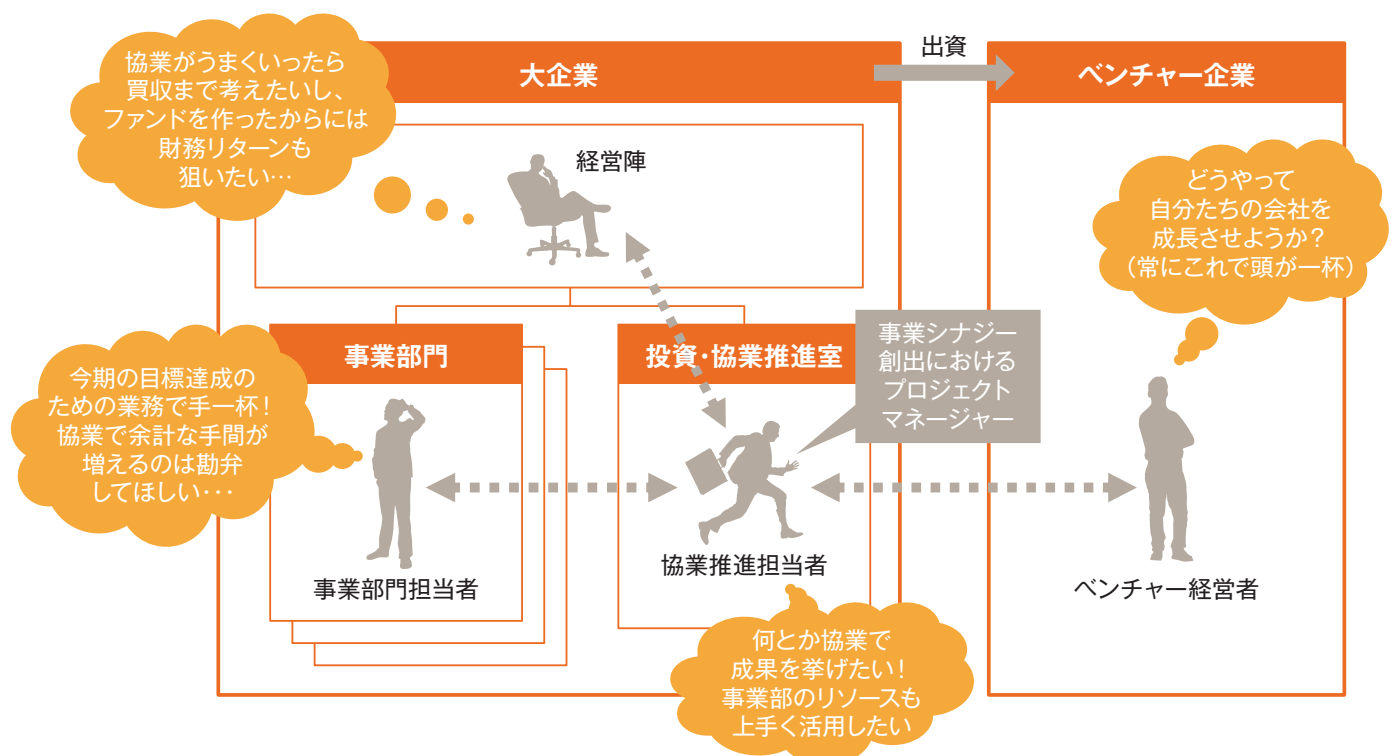 協業がうまくいったら
買収まで考えたいし、
ファンドを作ったからには
財務リターンも
狙いたい…
大企業
出資
ベンチャー企業
経営陣
どうやって
自分たちの会社を
成長させようか?
(常にこれで頭が一杯)
事業部門
投資・協業推進室
事業シナジー
創出における
プロジェクト
マネージャー
今期の目標達成の
ための業務で手一杯!
協業で余計な手間が
増えるのは勘弁
してほしい・・・
事業部門担当者
協業推進担当者
ベンチャー経営者
何とか協業で
成果を挙げたい!
事業部のリソースも
上手く活用したい